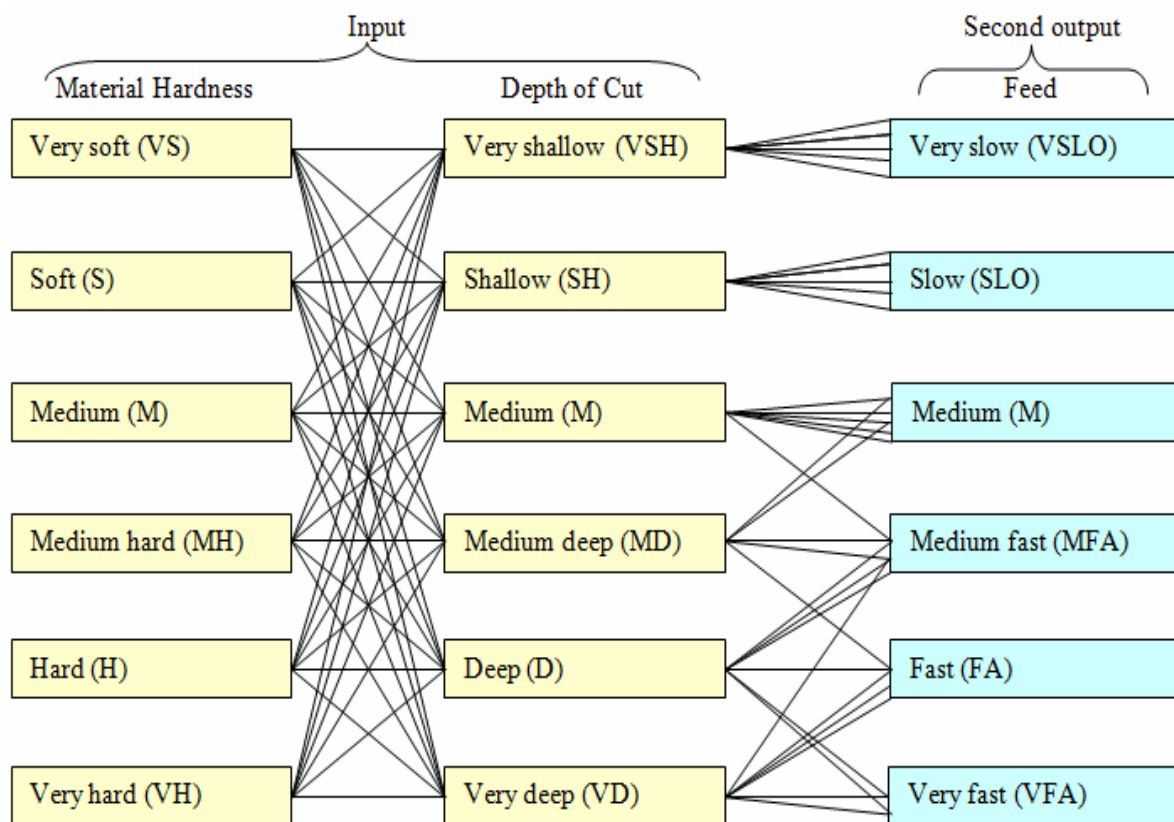 Input
Second output
Material Hardness
Depth of Cut
Feed
Very soft (VS)
Very shallow (VSH)
Very slow (VSLO)
Soft (S)
Shallow (SH)
Slow (SLO)
Medium (M)
Medium (M)
Medium (M)
Medium hard (MH)
Medium deep (MD)
Medium fast (MFA)
Hard (H)
Deep (D)
Fast (FA)
Very hard (VH)
Very deep (VD)
Very fast (VFA)